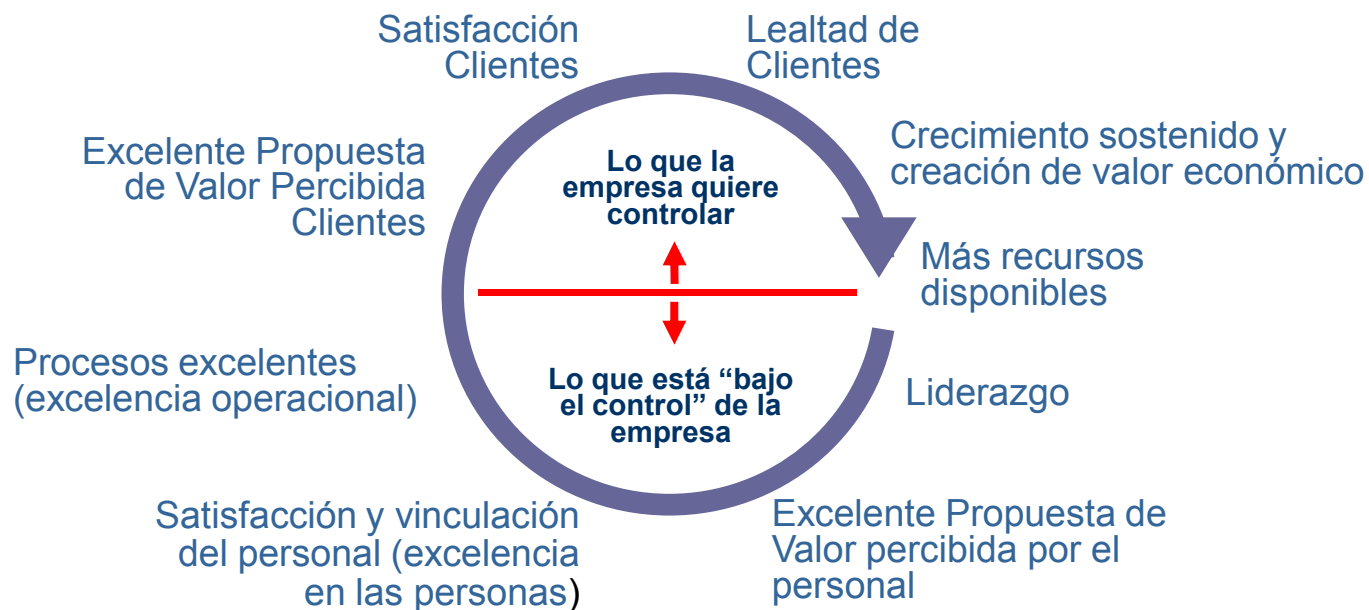 Satisfacción
Clientes
Lealtad de
Clientes
Excelente Propuesta
de Valor Percibida
Clientes
Lo que la
empresa quiere
controlar
Crecimiento sostenido y
creación de valor económico
Más recursos
disponibles
Procesos excelentes
(excelencia operacional)
Lo que está “bajo
el control” de la
empresa
Liderazgo
Satisfacción y vinculación
del personal (excelencia
en las personas)
Excelente Propuesta de
Valor percibida por el
personal